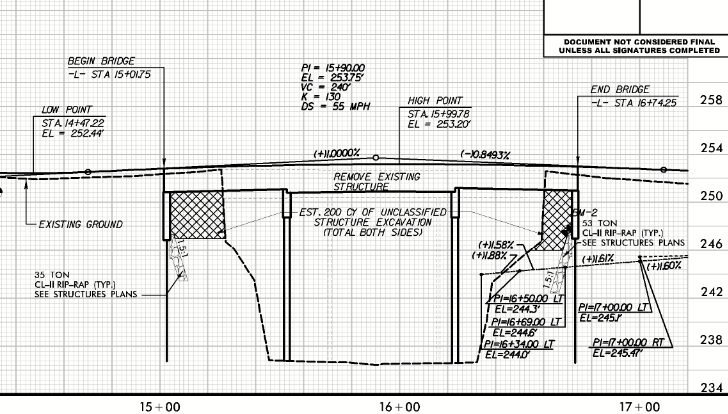 DOCUMENT NOT CONSIDERED FINAL
UNLESS ALL SIGNATURES COMPLETED
BEGIN BRIDGE
-L- STA 15+01.75
PI = 15+90.00
EL = 253.75'
VC = 240'
K = 130
DS = 55 MPH
END BRIDGE
-L- STA 16+74.25
LOW POINT
STA. 14+47.22
EL = 252.44'
HIGH POINT
STA. 15+99.78
EL = 253.20'
(+)1.0000%
(-)0.8493%
REMOVE EXISTING
STRUCTURE
EXISTING GROUND
EST. 200 CY OF UNCLASSIFIED
STRUCTURE EXCAVATION
(TOTAL BOTH SIDES)
BM-2
53 TON
CL-II RIP-RAP (TYP.)
SEE STRUCTURES PLANS
1.5:1
35 TON
CL-II RIP-RAP (TYP.)
SEE STRUCTURES PLANS
(+)1.58%
(+)1.88%
(+)1.61%
(+)1.60%
1.5:1
PI=16+50.00 LT
EL=244.3'
PI=16+69.00 LT
EL=244.6'
PI=16+34.00 LT
EL=244.0'
PI=17+00.00 LT
EL=245.1'
PI=17+00.00 RT
EL=245.47'
258
254
250
246
242
238
234
15+00
16+00
17+00